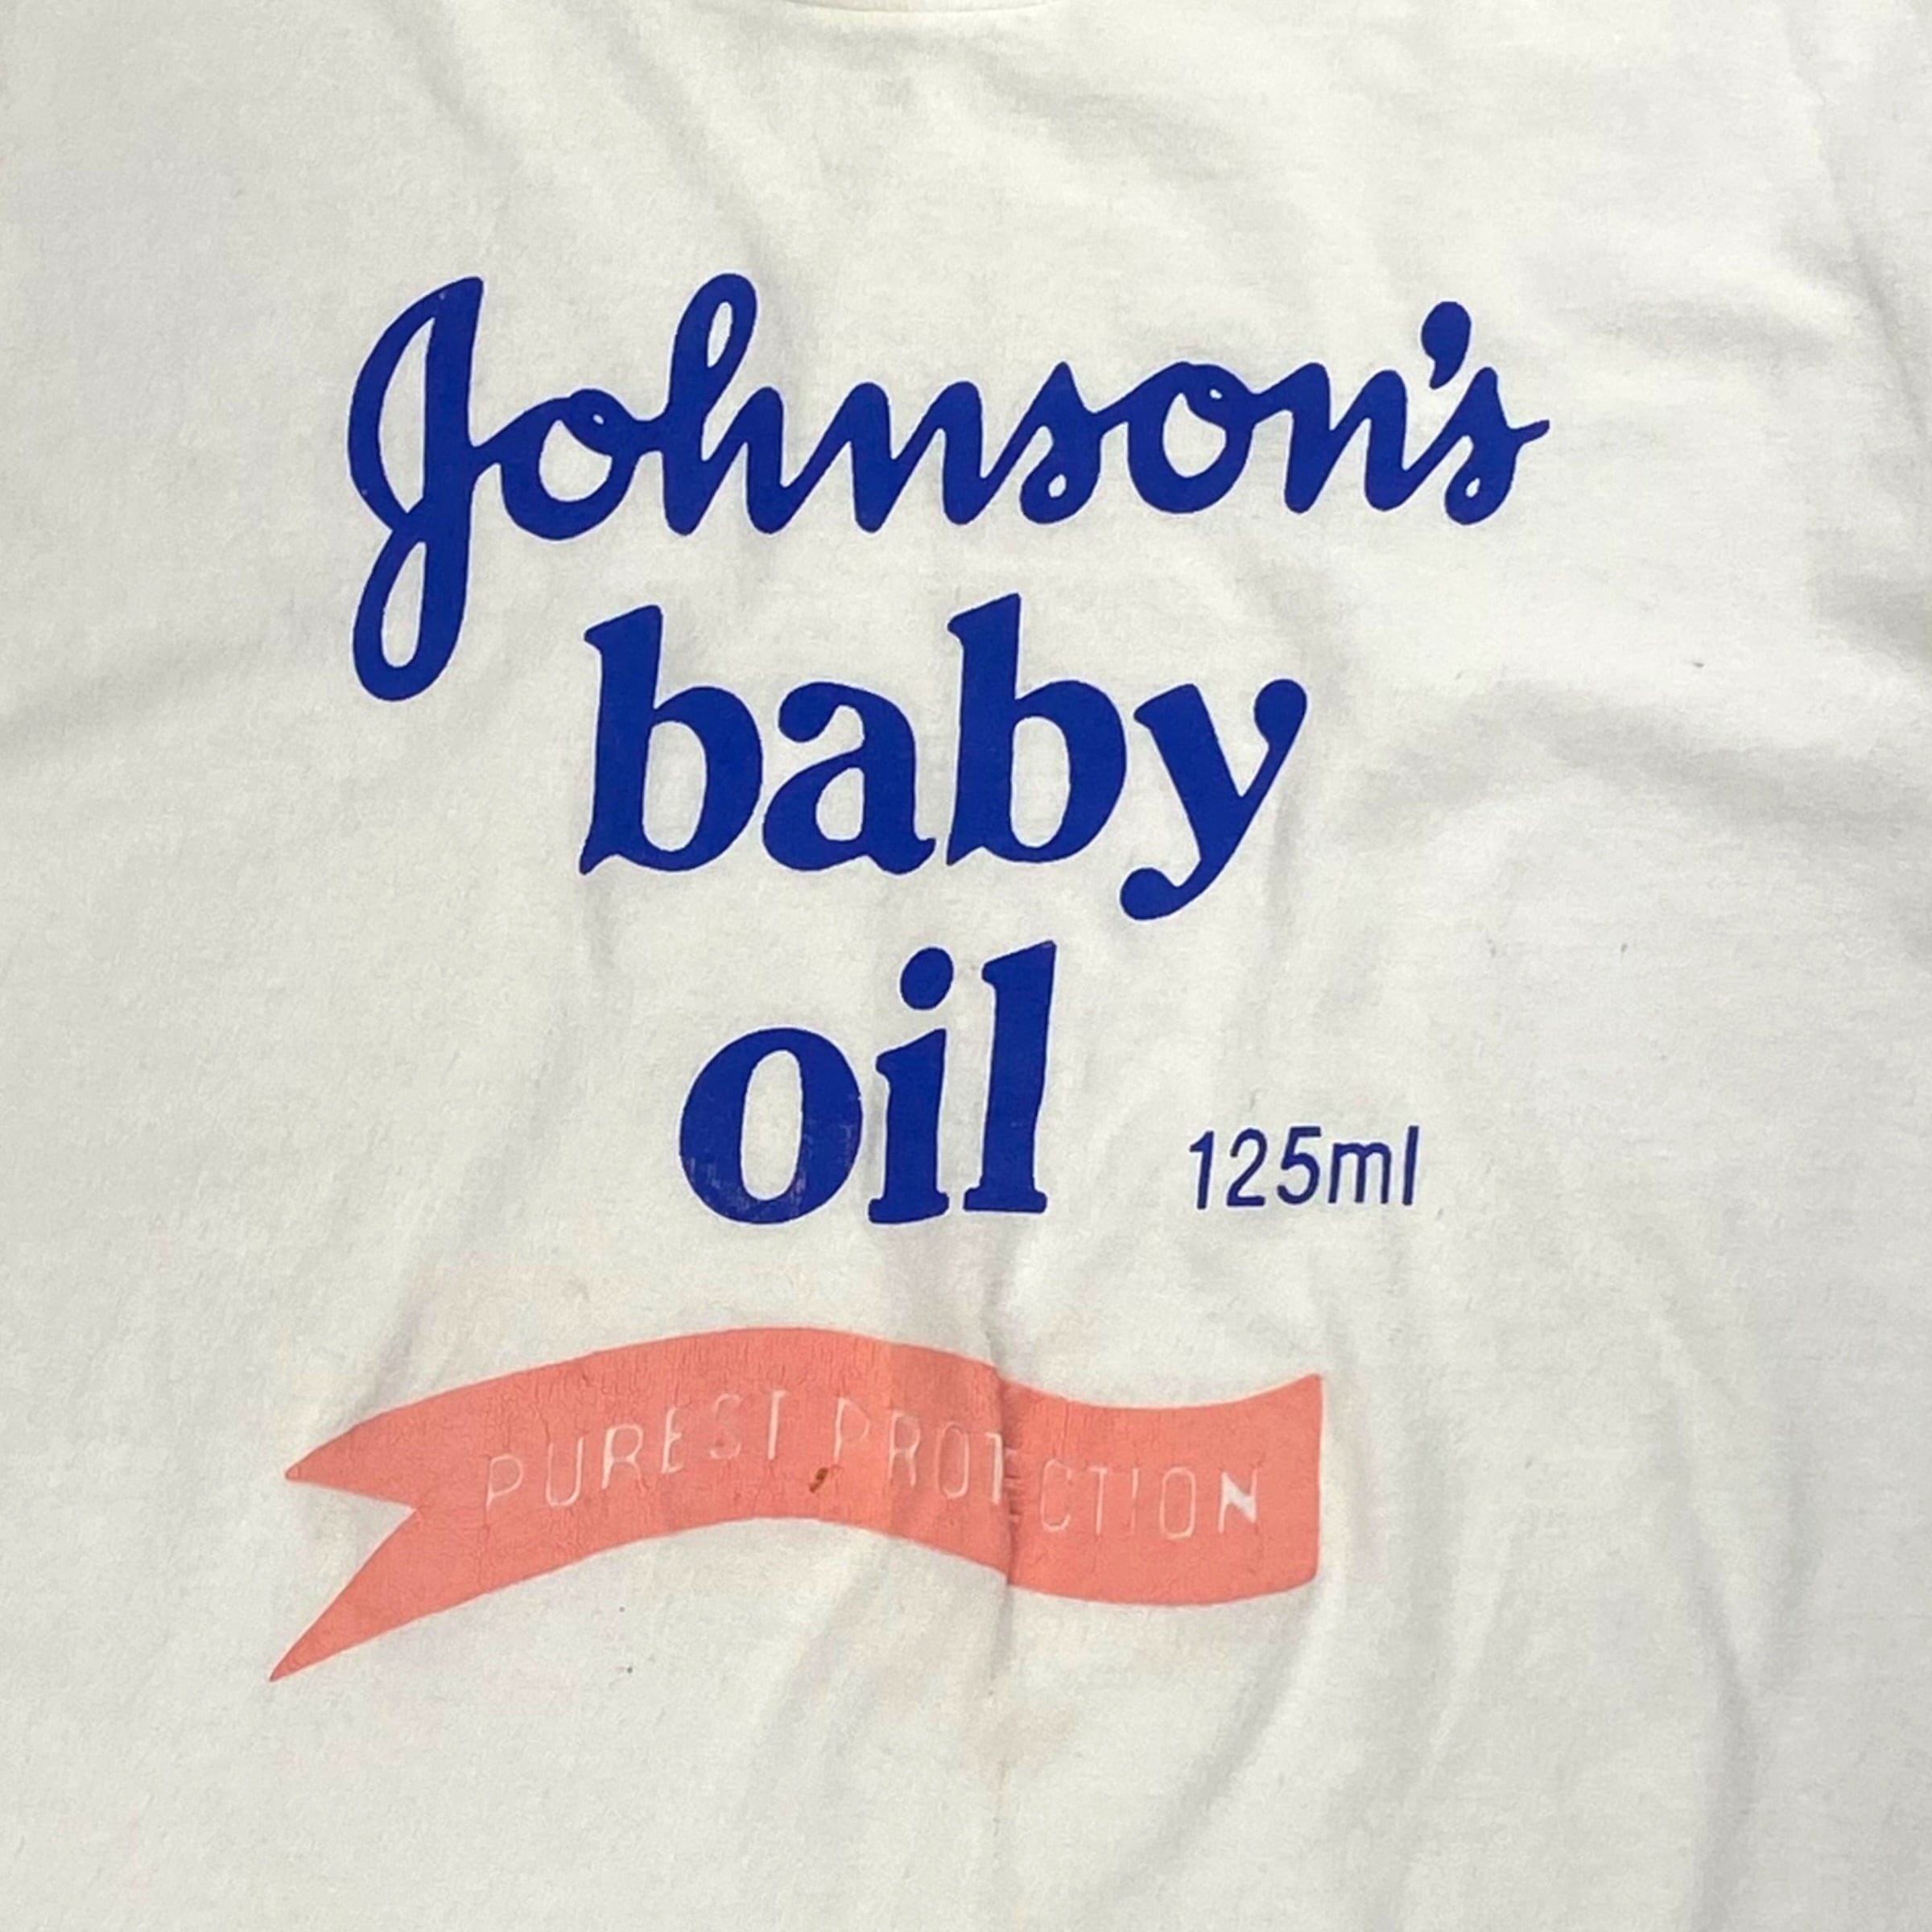 Johnson's
baby
oil
125ml
PUREST PROTECTION